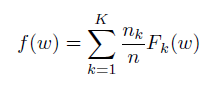 f(w) = \sum_{k=1}^{K} \frac{n_k}{n} F_k(w)